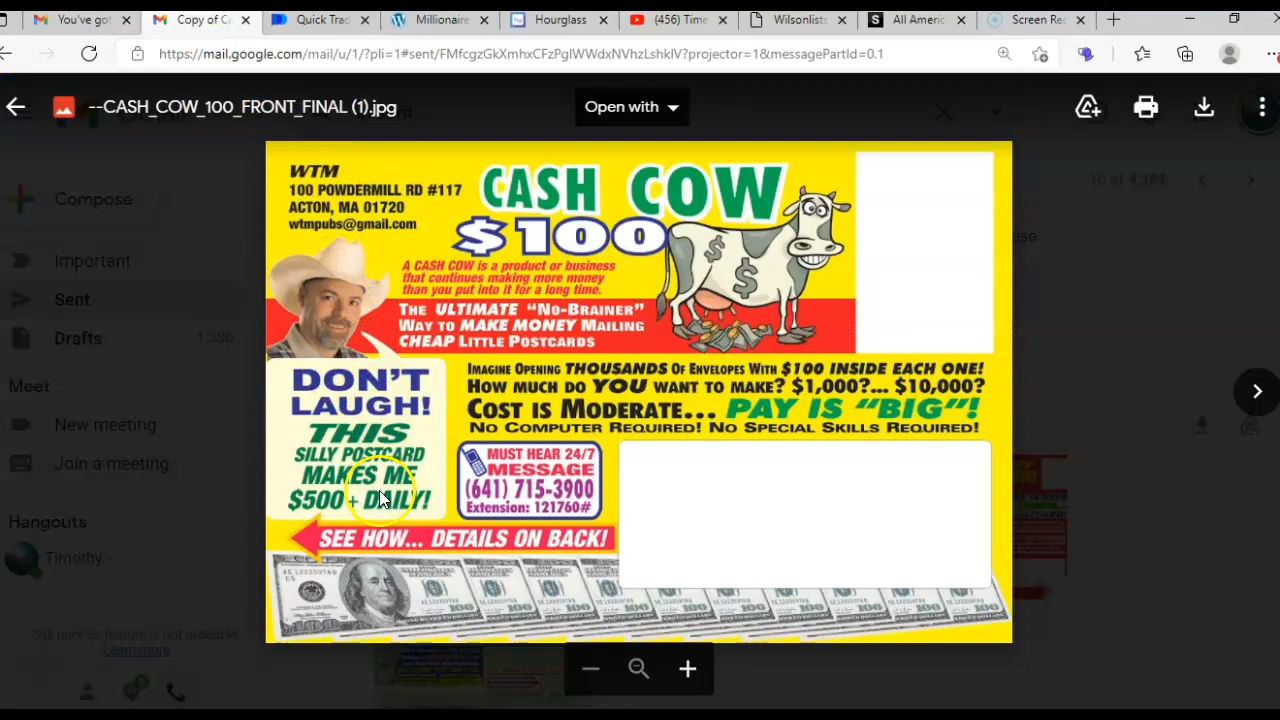 You've got
Copy of Ca
Quick Trad
Millionaire
Hourglass
(456) Time
Wilsonlists
All Americ
Screen Rec
https://mail.google.com/mail/u/1/?pli=1#sent/FMfcgzGkXmhxCFzPglWWdxNVhzLshklV?projector=1&messagePartId=0.1
--CASH_COW_100_FRONT_FINAL (1).jpg
Open with
Compose
Important
Sent
Drafts
Meet
New meeting
Join a meeting
Hangouts
Timothy
Learn more
WTM
100 POWDERMILL RD #117
ACTON, MA 01720
wtmpubs@gmail.com
CASH COW
$100
A CASH COW is a product or business
that continues making more money
than you put into it for a long time.
THE ULTIMATE "NO-BRAINER"
WAY TO MAKE MONEY MAILING
CHEAP LITTLE POSTCARDS
DON'T
LAUGH!
THIS
SILLY POSTCARD
MAKES ME
$500 + DAILY!
IMAGINE OPENING THOUSANDS OF ENVELOPES WITH $100 INSIDE EACH ONE!
HOW MUCH DO YOU WANT TO MAKE? $1,000?... $10,000?
COST IS MODERATE... PAY IS "BIG"!
NO COMPUTER REQUIRED! NO SPECIAL SKILLS REQUIRED!
MUST HEAR 24/7
MESSAGE
(641) 715-3900
Extension: 121760#
SEE HOW... DETAILS ON BACK!